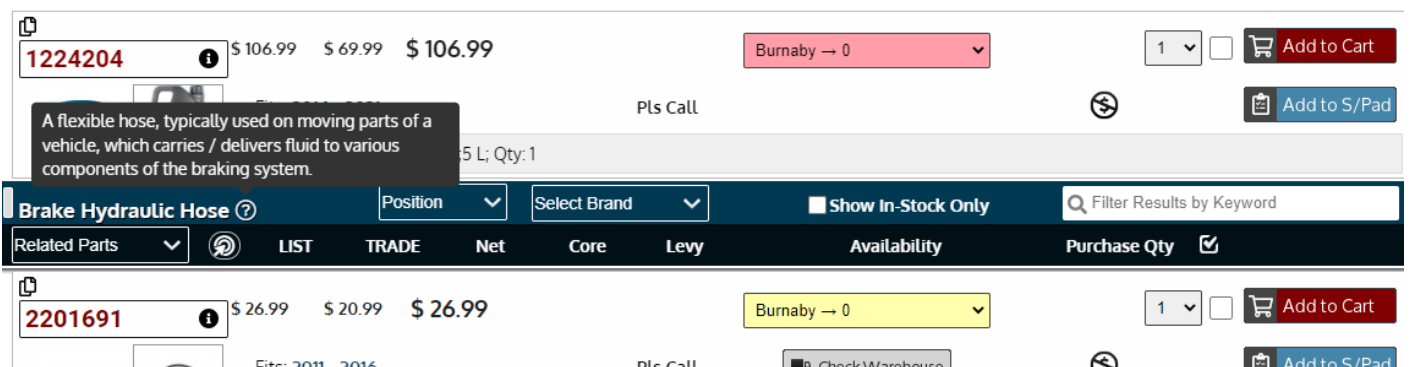 1224204 $ 106.99 $ 69.99 $ 106.99 Burnaby → 0 1 Add to Cart
Pls Call Add to S/Pad
A flexible hose, typically used on moving parts of a
vehicle, which carries / delivers fluid to various
components of the braking system.
5 L; Qty: 1
Brake Hydraulic Hose Position Select Brand Show In-Stock Only Filter Results by Keyword
Related Parts LIST TRADE Net Core Levy Availability Purchase Qty
2201691 $ 26.99 $ 20.99 $ 26.99 Burnaby → 0 1 Add to Cart
Fits: 2011 - 2016 Pls Call Check Warehouse Add to S/Pad